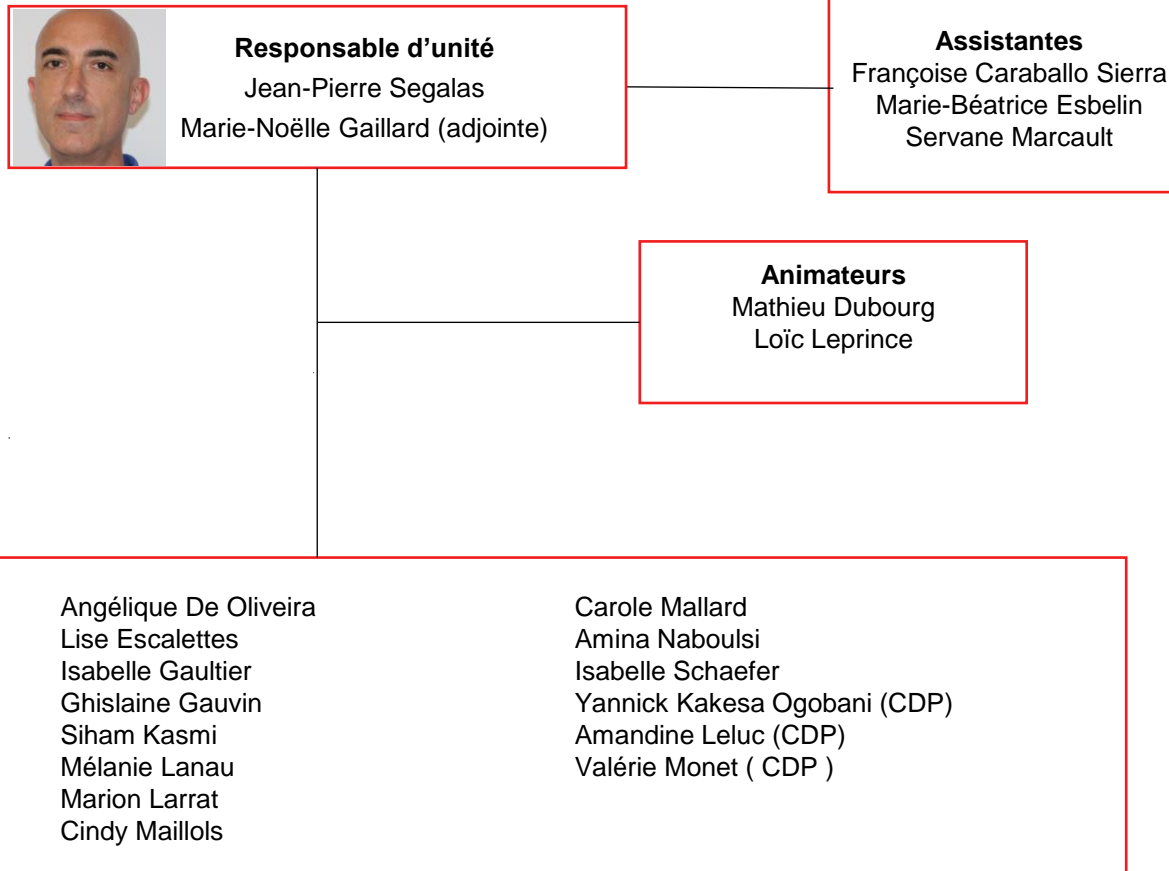 Responsable d’unité
Jean-Pierre Segalas
Marie-Noëlle Gaillard (adjointe)
Assistantes
Françoise Caraballo Sierra
Marie-Béatrice Esbelin
Servane Marcault
Animateurs
Mathieu Dubourg
Loïc Leprince
Angélique De Oliveira
Lise Escalettes
Isabelle Gaultier
Ghislaine Gauvin
Siham Kasmi
Mélanie Lanau
Marion Larrat
Cindy Maillols
Carole Mallard
Amina Naboulsi
Isabelle Schaefer
Yannick Kakesa Ogobani (CDP)
Amandine Leluc (CDP)
Valérie Monet ( CDP )